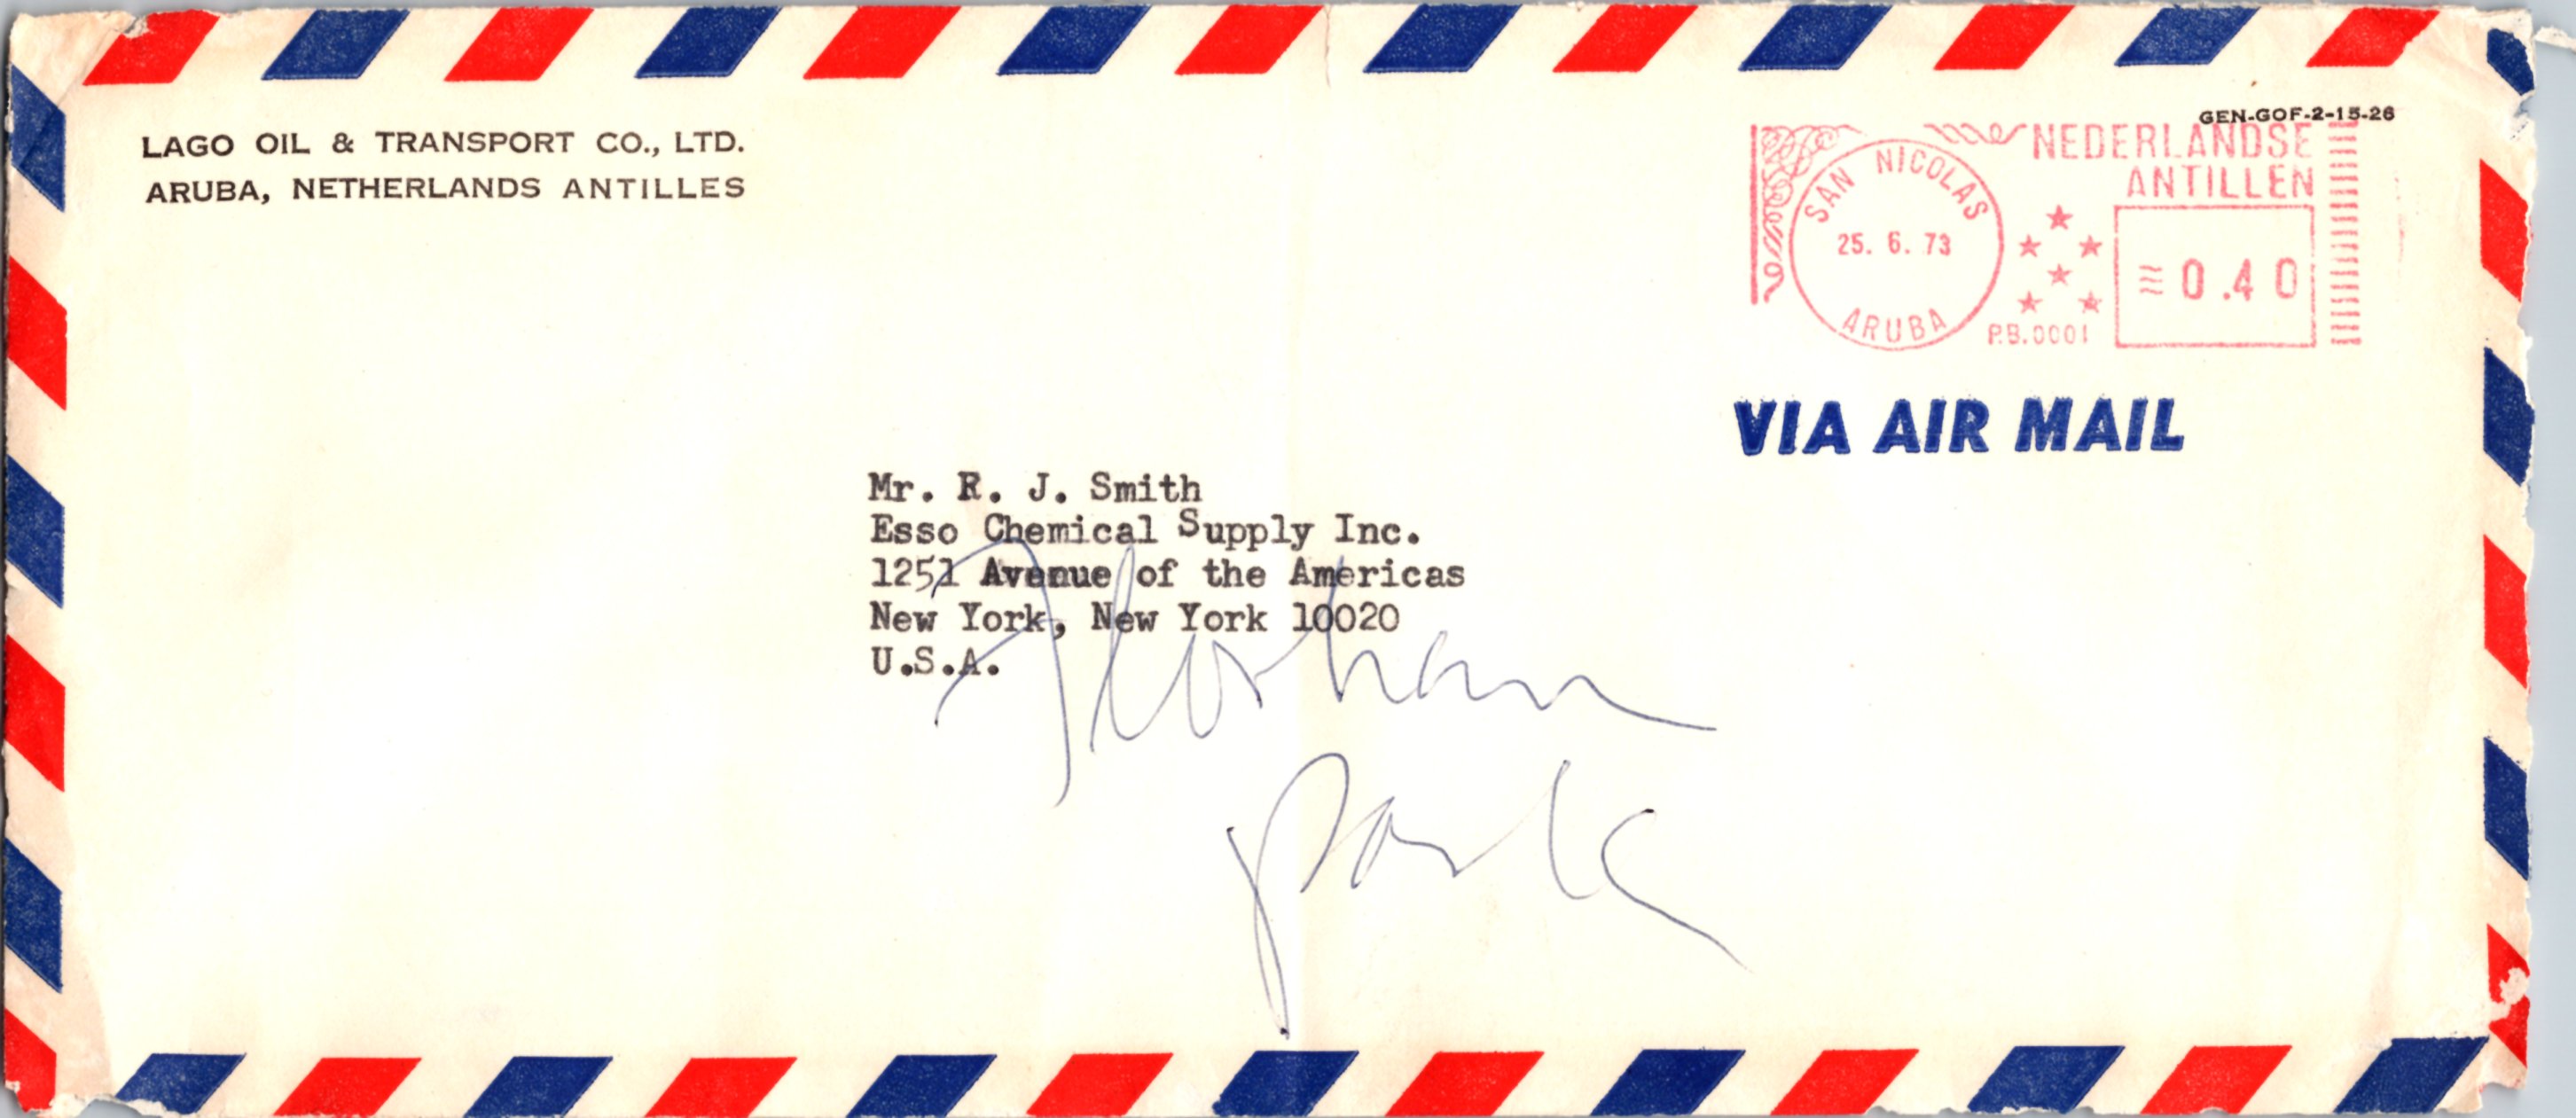 LAGO OIL & TRANSPORT CO., LTD.
ARUBA, NETHERLANDS ANTILLES
GEN-GOF-2-15-26
NEDERLANDSE
ANTILLEN
SAN NICOLAS
25. 6. 73
ARUBA
P.B.0001
0.40
VIA AIR MAIL
Mr. R. J. Smith
Esso Chemical Supply Inc.
1251 Avenue of the Americas
New York, New York 10020
U.S.A.
Florham
park